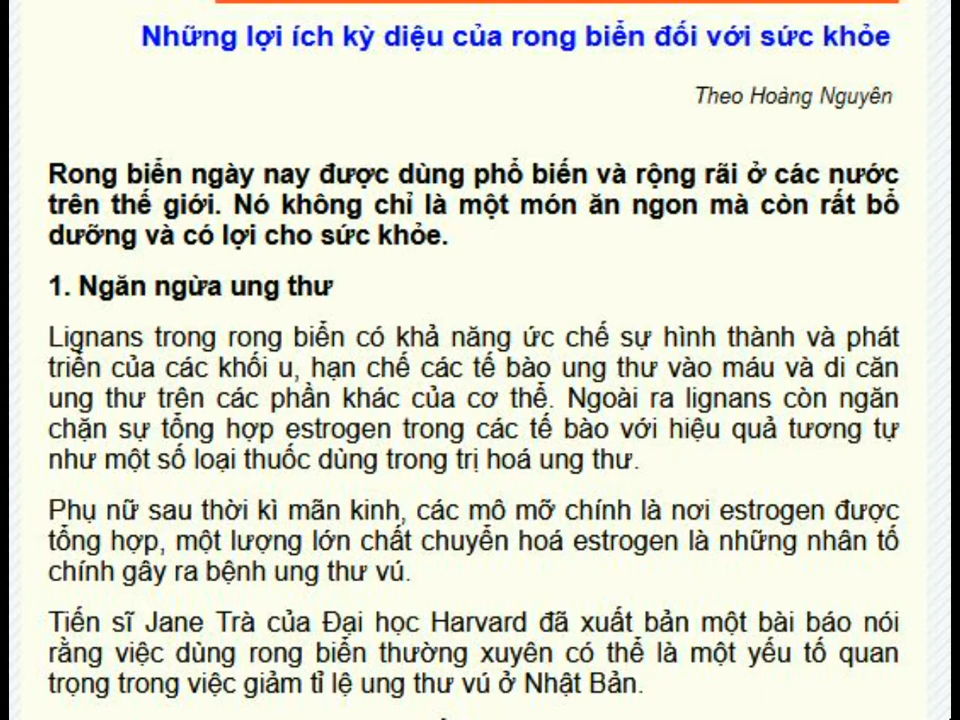 Những lợi ích kỳ diệu của rong biển đối với sức khỏe
Theo Hoàng Nguyên
Rong biển ngày nay được dùng phổ biến và rộng rãi ở các nước
trên thế giới. Nó không chỉ là một món ăn ngon mà còn rất bổ
dưỡng và có lợi cho sức khỏe.
1. Ngăn ngừa ung thư
Lignans trong rong biển có khả năng ức chế sự hình thành và phát
triển của các khối u, hạn chế các tế bào ung thư vào máu và di căn
ung thư trên các phần khác của cơ thể. Ngoài ra lignans còn ngăn
chặn sự tổng hợp estrogen trong các tế bào với hiệu quả tương tự
như một số loại thuốc dùng trong trị hoá ung thư.
Phụ nữ sau thời kì mãn kinh, các mô mỡ chính là nơi estrogen được
tổng hợp, một lượng lớn chất chuyển hoá estrogen là những nhân tố
chính gây ra bệnh ung thư vú.
Tiến sĩ Jane Trà của Đại học Harvard đã xuất bản một bài báo nói
rằng việc dùng rong biển thường xuyên có thể là một yếu tố quan
trọng trong việc giảm tỉ lệ ung thư vú ở Nhật Bản.